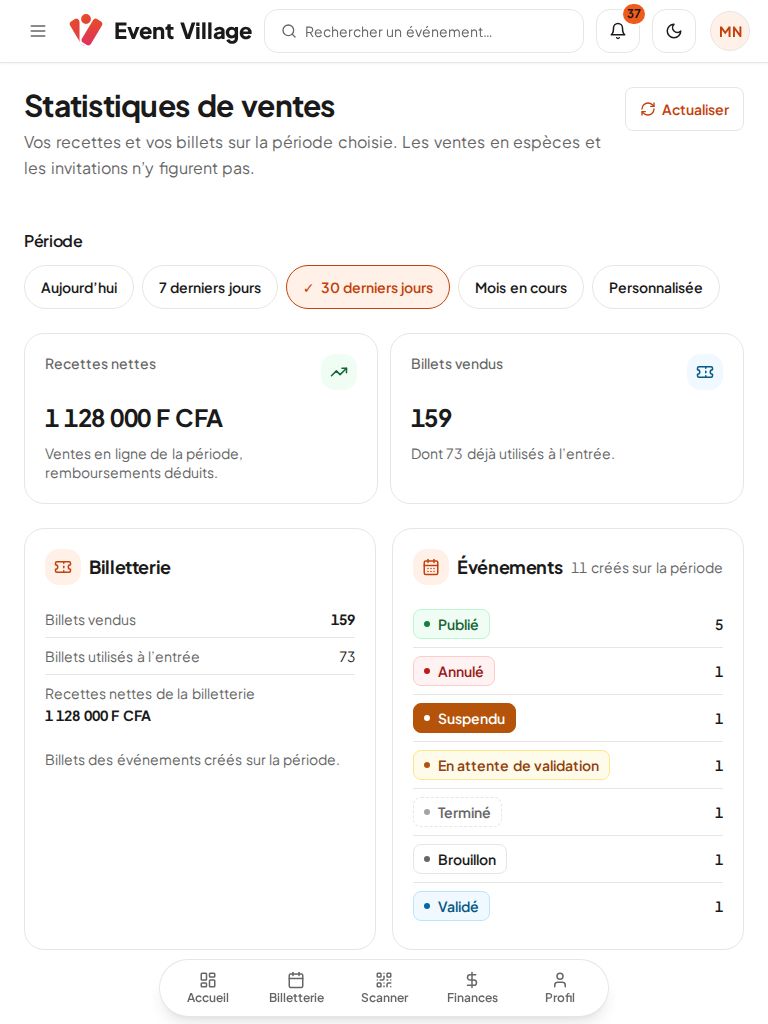 Event Village
Rechercher un événement…
37
MN
Statistiques de ventes
Actualiser
Vos recettes et vos billets sur la période choisie. Les ventes en espèces et
les invitations n’y figurent pas.
Période
Aujourd’hui
7 derniers jours
✓ 30 derniers jours
Mois en cours
Personnalisée
Recettes nettes
1 128 000 F CFA
Ventes en ligne de la période,
remboursements déduits.
Billets vendus
159
Dont 73 déjà utilisés à l’entrée.
Billetterie
Billets vendus 159
Billets utilisés à l’entrée 73
Recettes nettes de la billetterie
1 128 000 F CFA
Billets des événements créés sur la période.
Événements 11 créés sur la période
Publié 5
Annulé 1
Suspendu 1
En attente de validation 1
Terminé 1
Brouillon 1
Validé 1
Accueil
Billetterie
Scanner
Finances
Profil